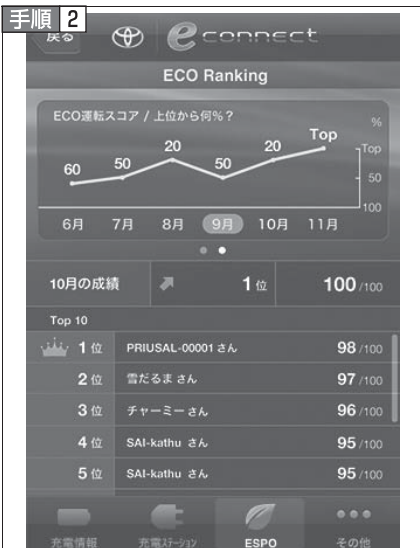 手順 2
戻る e connect
ECO Ranking
ECO運転スコア / 上位から何%?
%
60 50 20 50 20 Top
Top
50
100
6月 7月 8月 9月 10月 11月
10月の成績 1 位 100 /100
Top 10
1 位 PRIUSAL-00001 さん 98 /100
2 位 雪だるま さん 97 /100
3 位 チャーミー さん 96 /100
4 位 SAI-kathu さん 95 /100
5 位 SAI-kathu さん 95 /100
充電情報 充電ステーション ESPO その他